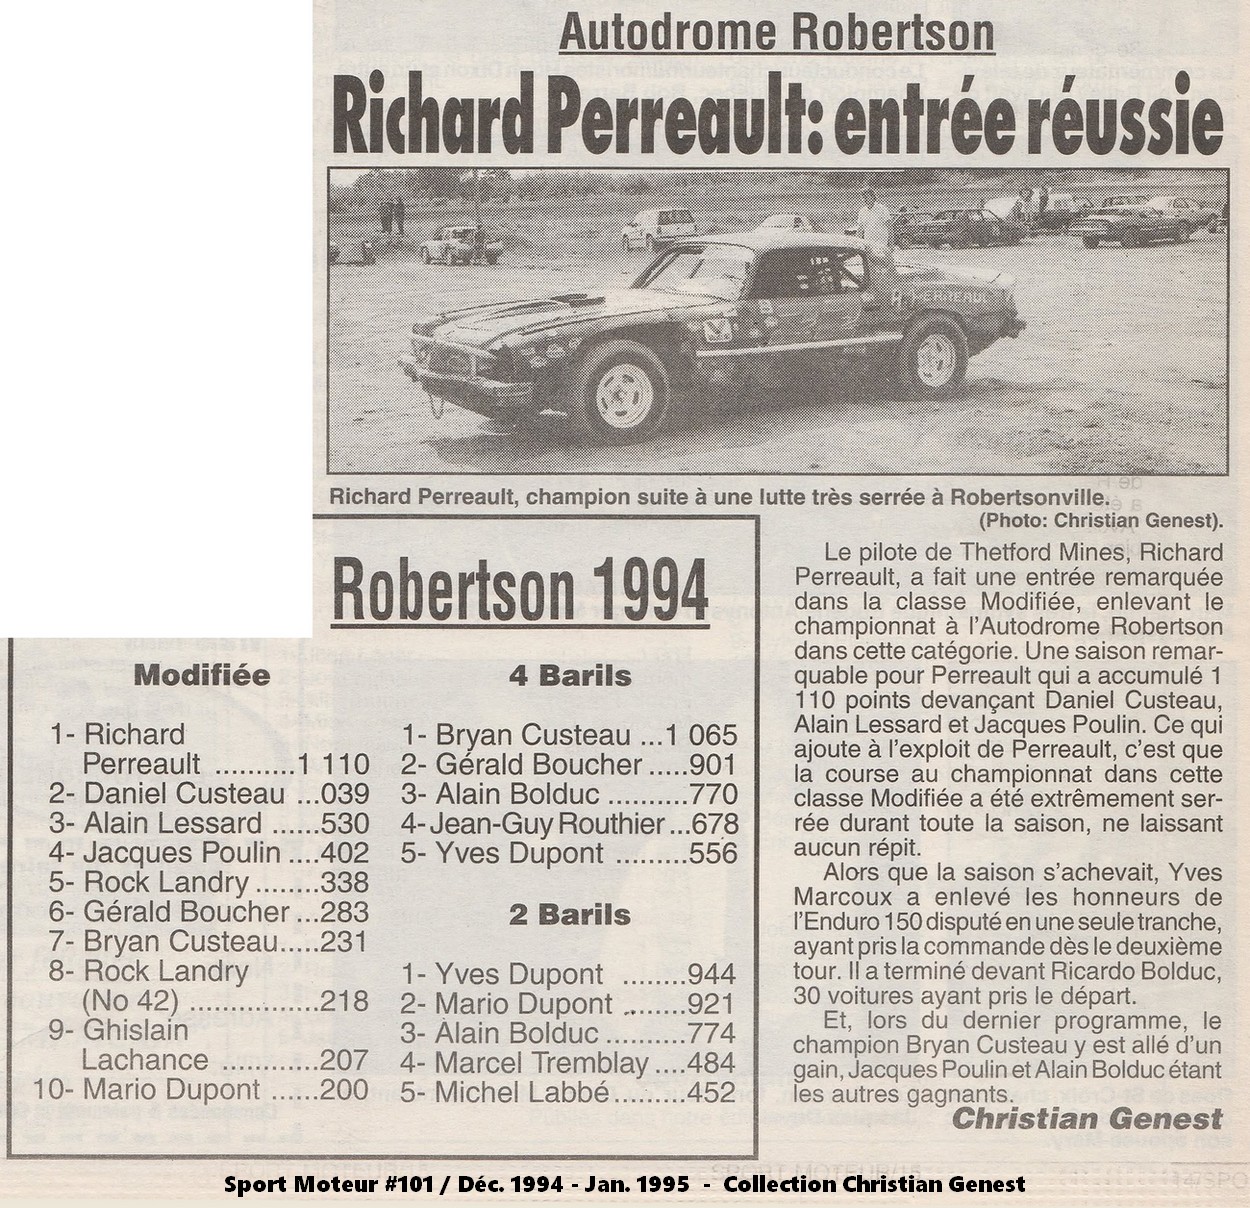 Autodrome Robertson
Richard Perreault: entrée réussie
R. PERREAULT
Richard Perreault, champion suite à une lutte très serrée à Robertsonville.
(Photo: Christian Genest).
Robertson 1994
Modifiée
1- Richard
Perreault ..........1 110
2- Daniel Custeau ...039
3- Alain Lessard ......530
4- Jacques Poulin ....402
5- Rock Landry ........338
6- Gérald Boucher ...283
7- Bryan Custeau.....231
8- Rock Landry
(No 42) ................218
9- Ghislain
Lachance ............207
10- Mario Dupont ......200
4 Barils
1- Bryan Custeau ...1 065
2- Gérald Boucher .....901
3- Alain Bolduc ..........770
4- Jean-Guy Routhier...678
5- Yves Dupont .........556
2 Barils
1- Yves Dupont ........944
2- Mario Dupont ........921
3- Alain Bolduc ..........774
4- Marcel Tremblay ....484
5- Michel Labbé.........452
Le pilote de Thetford Mines, Richard
Perreault, a fait une entrée remarquée
dans la classe Modifiée, enlevant le
championnat à l'Autodrome Robertson
dans cette catégorie. Une saison remar-
quable pour Perreault qui a accumulé 1
110 points devançant Daniel Custeau,
Alain Lessard et Jacques Poulin. Ce qui
ajoute à l'exploit de Perreault, c'est que
la course au championnat dans cette
classe Modifiée a été extrêmement ser-
rée durant toute la saison, ne laissant
aucun répit.
Alors que la saison s'achevait, Yves
Marcoux a enlevé les honneurs de
l'Enduro 150 disputé en une seule tranche,
ayant pris la commande dès le deuxième
tour. Il a terminé devant Ricardo Bolduc,
30 voitures ayant pris le départ.
Et, lors du dernier programme, le
champion Bryan Custeau y est allé d'un
gain, Jacques Poulin et Alain Bolduc étant
les autres gagnants.
Christian Genest
Sport Moteur #101 / Déc. 1994 - Jan. 1995 - Collection Christian Genest